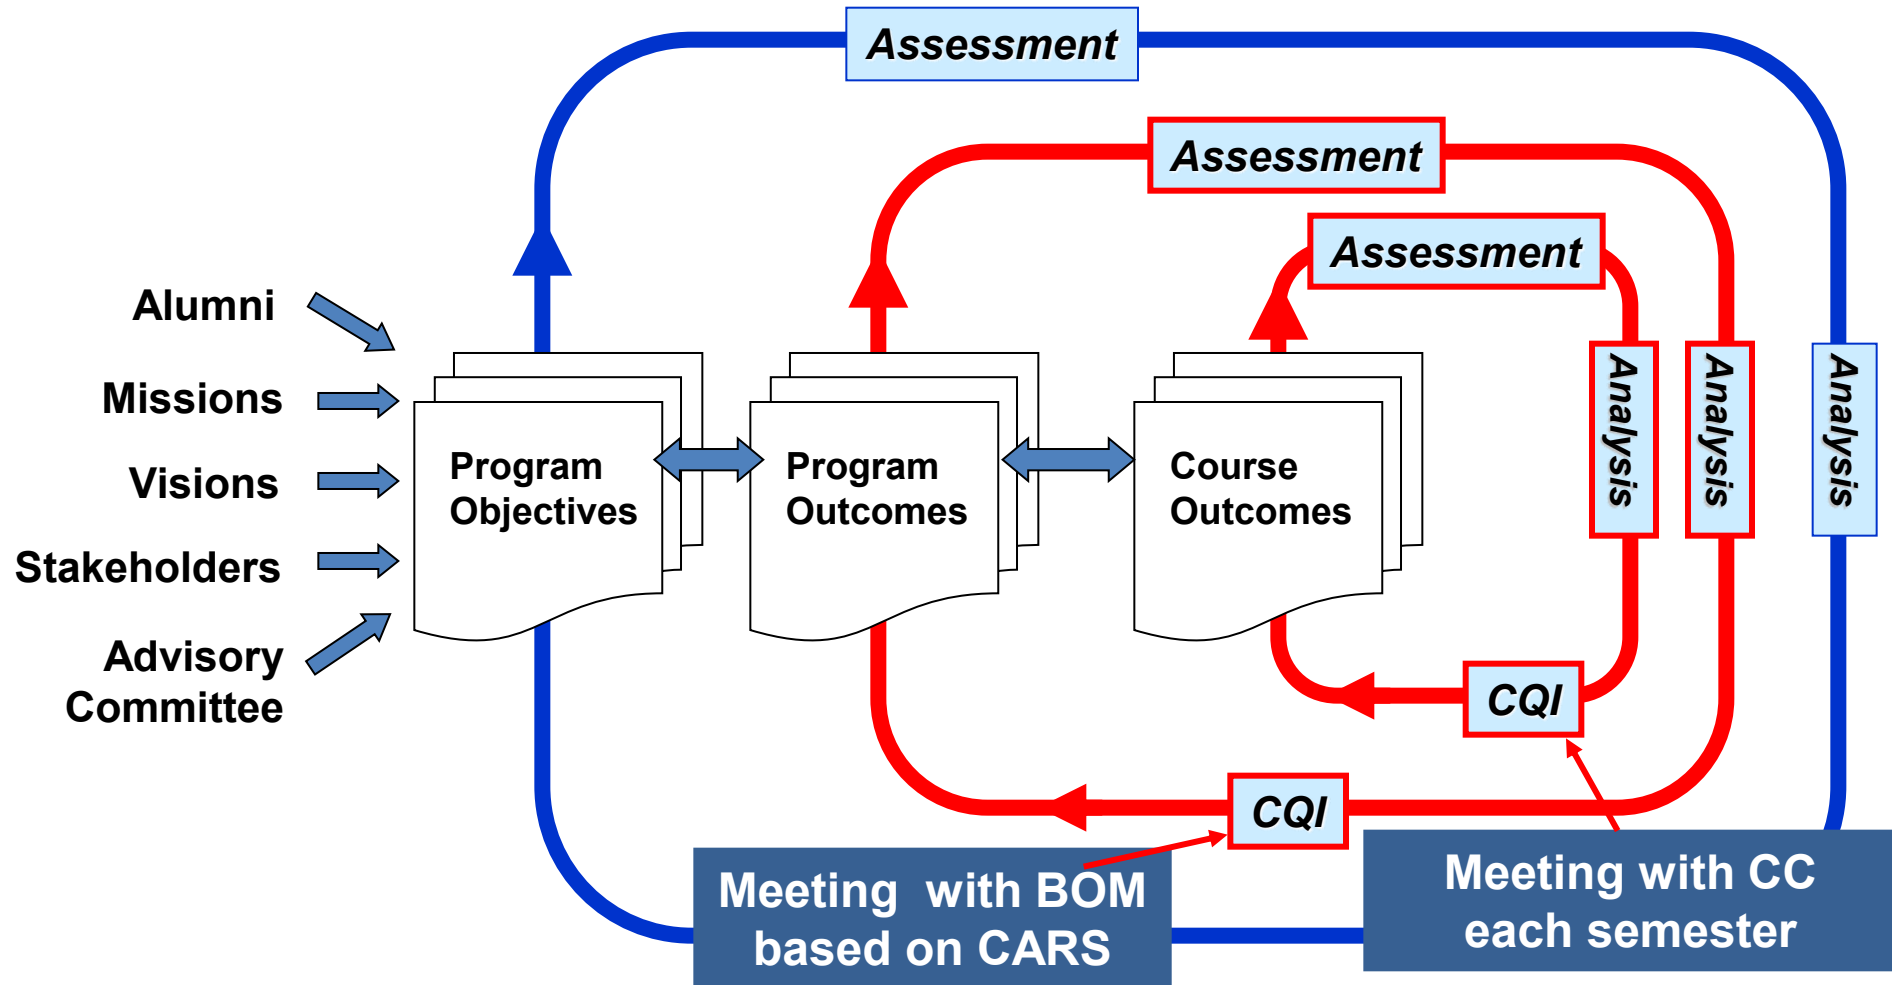 Assessment
Assessment
Assessment
Alumni
Missions
Visions
Stakeholders
Advisory
Committee
Program
Objectives
Program
Outcomes
Course
Outcomes
Analysis
Analysis
Analysis
CQI
CQI
Meeting  with BOM
based on CARS
Meeting with CC
each semester